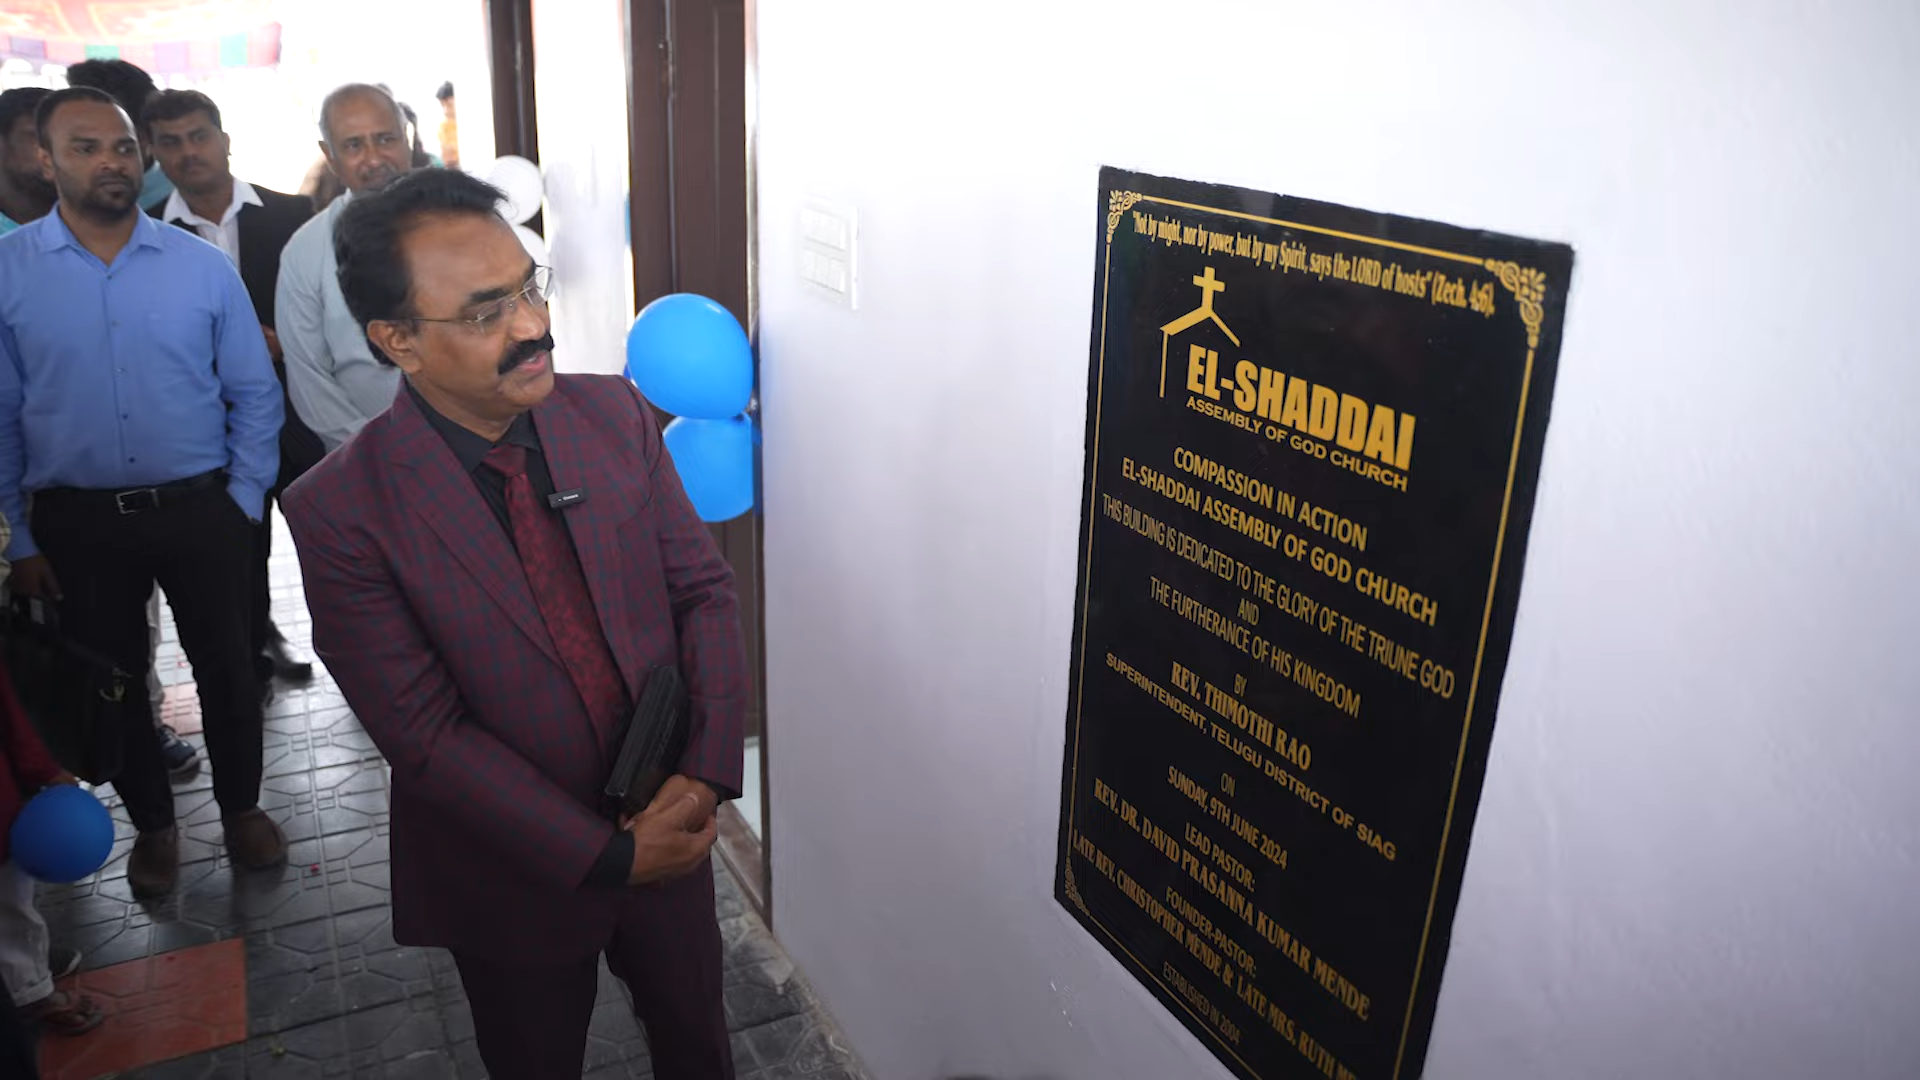 "Not by might, nor by power, but by my Spirit, says the LORD of hosts" (Zech. 4:6).
EL-SHADDAI
ASSEMBLY OF GOD CHURCH
COMPASSION IN ACTION
EL-SHADDAI ASSEMBLY OF GOD CHURCH
THIS BUILDING IS DEDICATED TO THE GLORY OF THE TRIUNE GOD
AND
THE FURTHERANCE OF HIS KINGDOM
BY
REV. THIMOTHI RAO
SUPERINTENDENT, TELUGU DISTRICT OF SIAG
ON
SUNDAY, 9TH JUNE 2024
LEAD PASTOR:
REV. DR. DAVID PRASANNA KUMAR MENDE
FOUNDER-PASTOR:
LATE REV. CHRISTOPHER MENDE & LATE MRS. RUTH
ESTABLISHED IN 2004